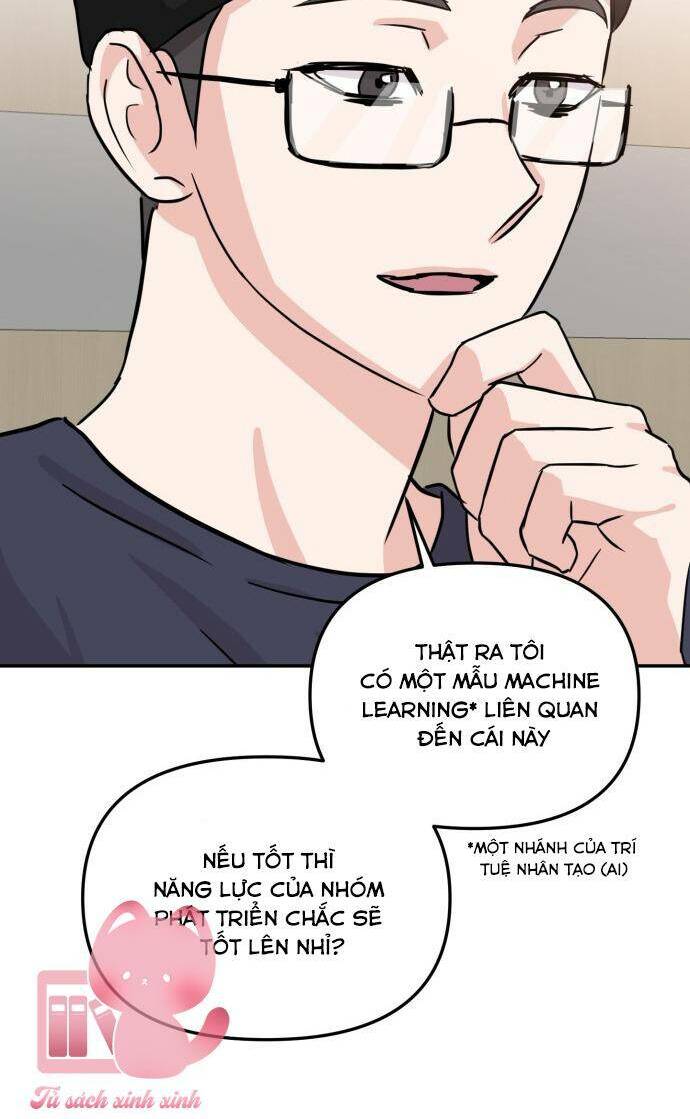 THẬT RA TÔI
CÓ MỘT MẪU MACHINE
LEARNING* LIÊN QUAN
ĐẾN CÁI NÀY
*MỘT NHÁNH CỦA TRÍ
TUỆ NHÂN TẠO (AI)
NẾU TỐT THÌ
NĂNG LỰC CỦA NHÓM
PHÁT TRIỂN CHẮC SẼ
TỐT LÊN NHỈ?
Tủ sách xinh xinh